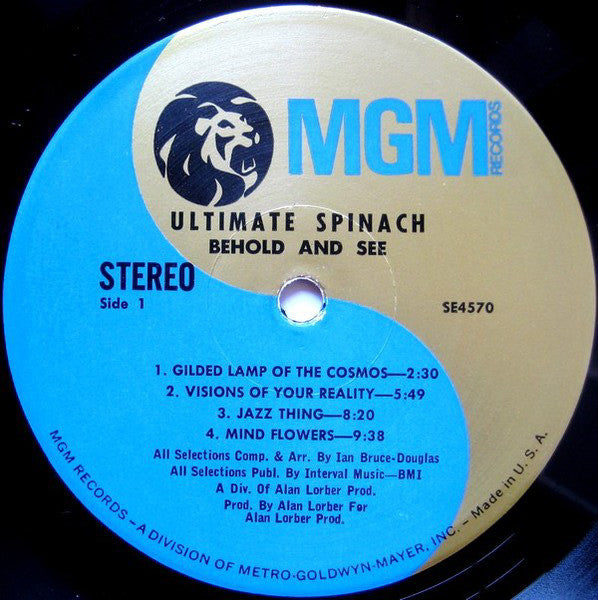 MGM RECORDS
ULTIMATE SPINACH
BEHOLD AND SEE
STEREO
Side 1
SE4570
1. GILDED LAMP OF THE COSMOS—2:30
2. VISIONS OF YOUR REALITY—5:49
3. JAZZ THING—8:20
4. MIND FLOWERS—9:38
All Selections Comp. & Arr. By Ian Bruce-Douglas
All Selections Publ. By Interval Music—BMI
A Div. Of Alan Lorber Prod.
Prod. By Alan Lorber For
Alan Lorber Prod.
MGM RECORDS – A DIVISION OF METRO-GOLDWYN-MAYER, INC. – Made in U. S. A.